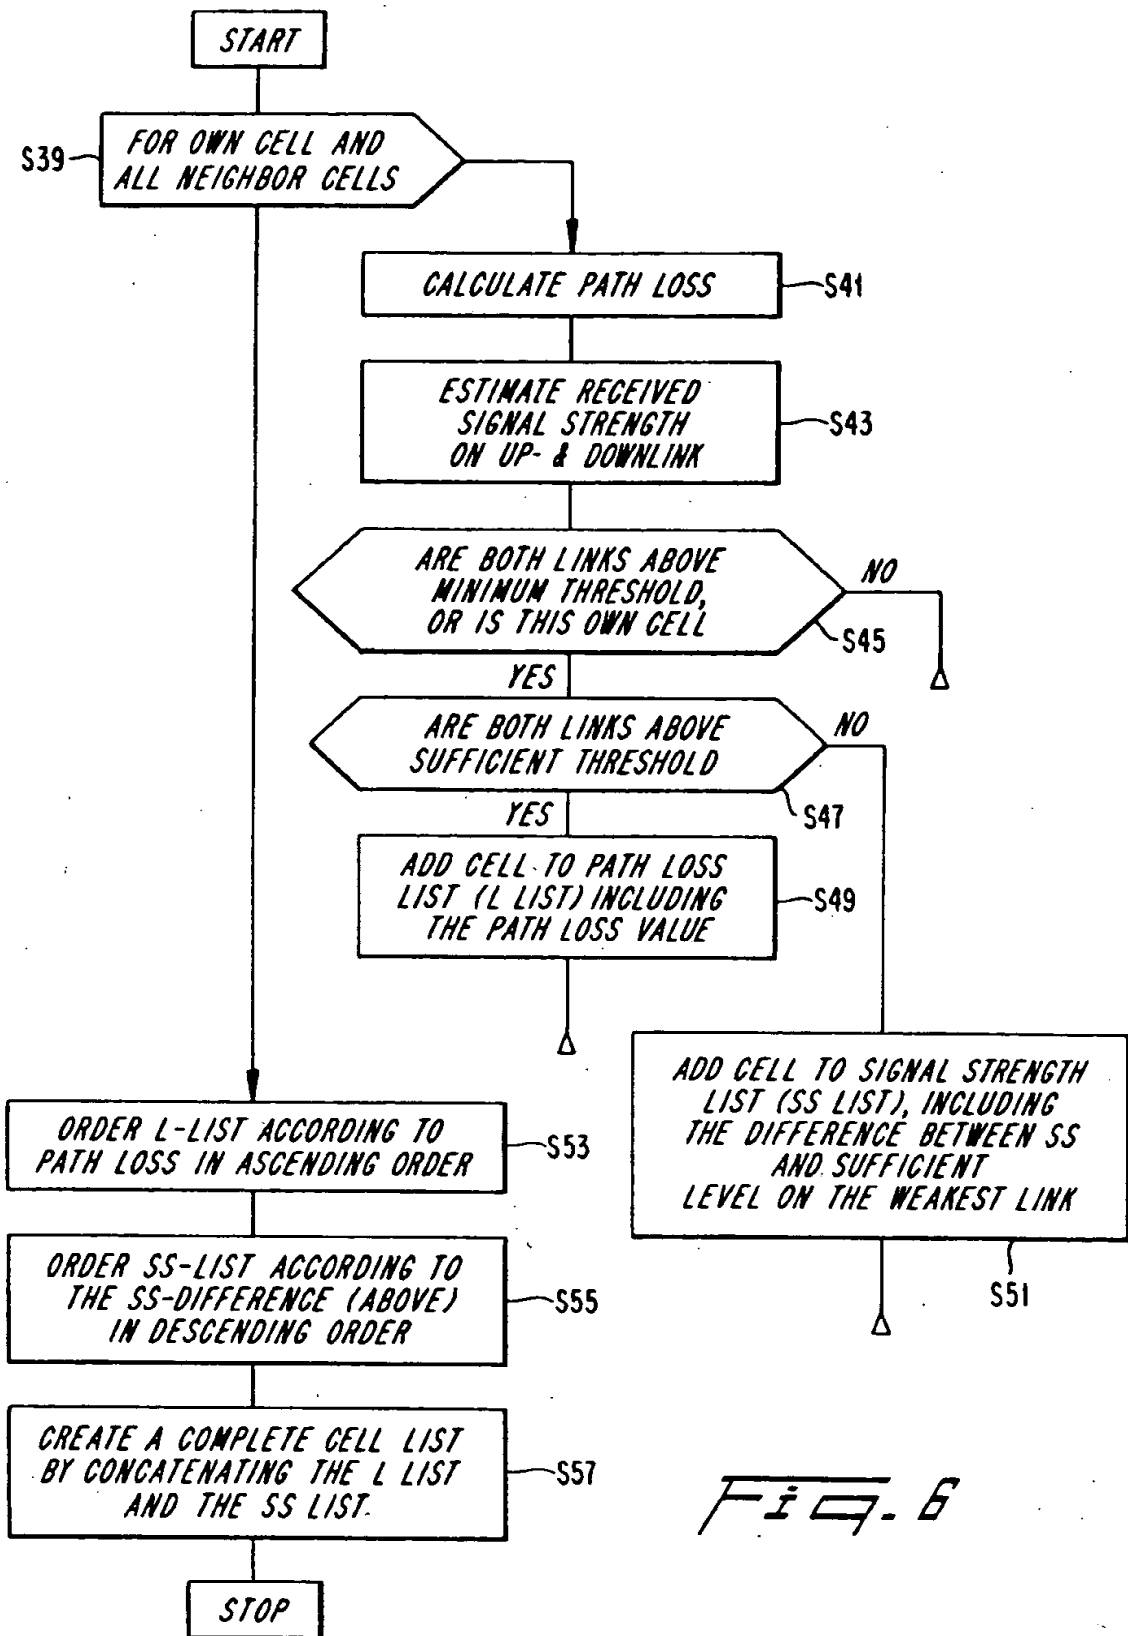 START
S39
FOR OWN CELL AND
ALL NEIGHBOR CELLS
CALCULATE PATH LOSS
S41
ESTIMATE RECEIVED
SIGNAL STRENGTH
ON UP- & DOWNLINK
S43
ARE BOTH LINKS ABOVE
MINIMUM THRESHOLD,
OR IS THIS OWN CELL
NO
S45
YES
ARE BOTH LINKS ABOVE
SUFFICIENT THRESHOLD
NO
S47
YES
ADD CELL TO PATH LOSS
LIST (L LIST) INCLUDING
THE PATH LOSS VALUE
S49
ADD CELL TO SIGNAL STRENGTH
LIST (SS LIST), INCLUDING
THE DIFFERENCE BETWEEN SS
AND SUFFICIENT
LEVEL ON THE WEAKEST LINK
S51
ORDER L-LIST ACCORDING TO
PATH LOSS IN ASCENDING ORDER
S53
ORDER SS-LIST ACCORDING TO
THE SS-DIFFERENCE (ABOVE)
IN DESCENDING ORDER
S55
CREATE A COMPLETE CELL LIST
BY CONCATENATING THE L LIST
AND THE SS LIST.
S57
STOP
Fig. 6